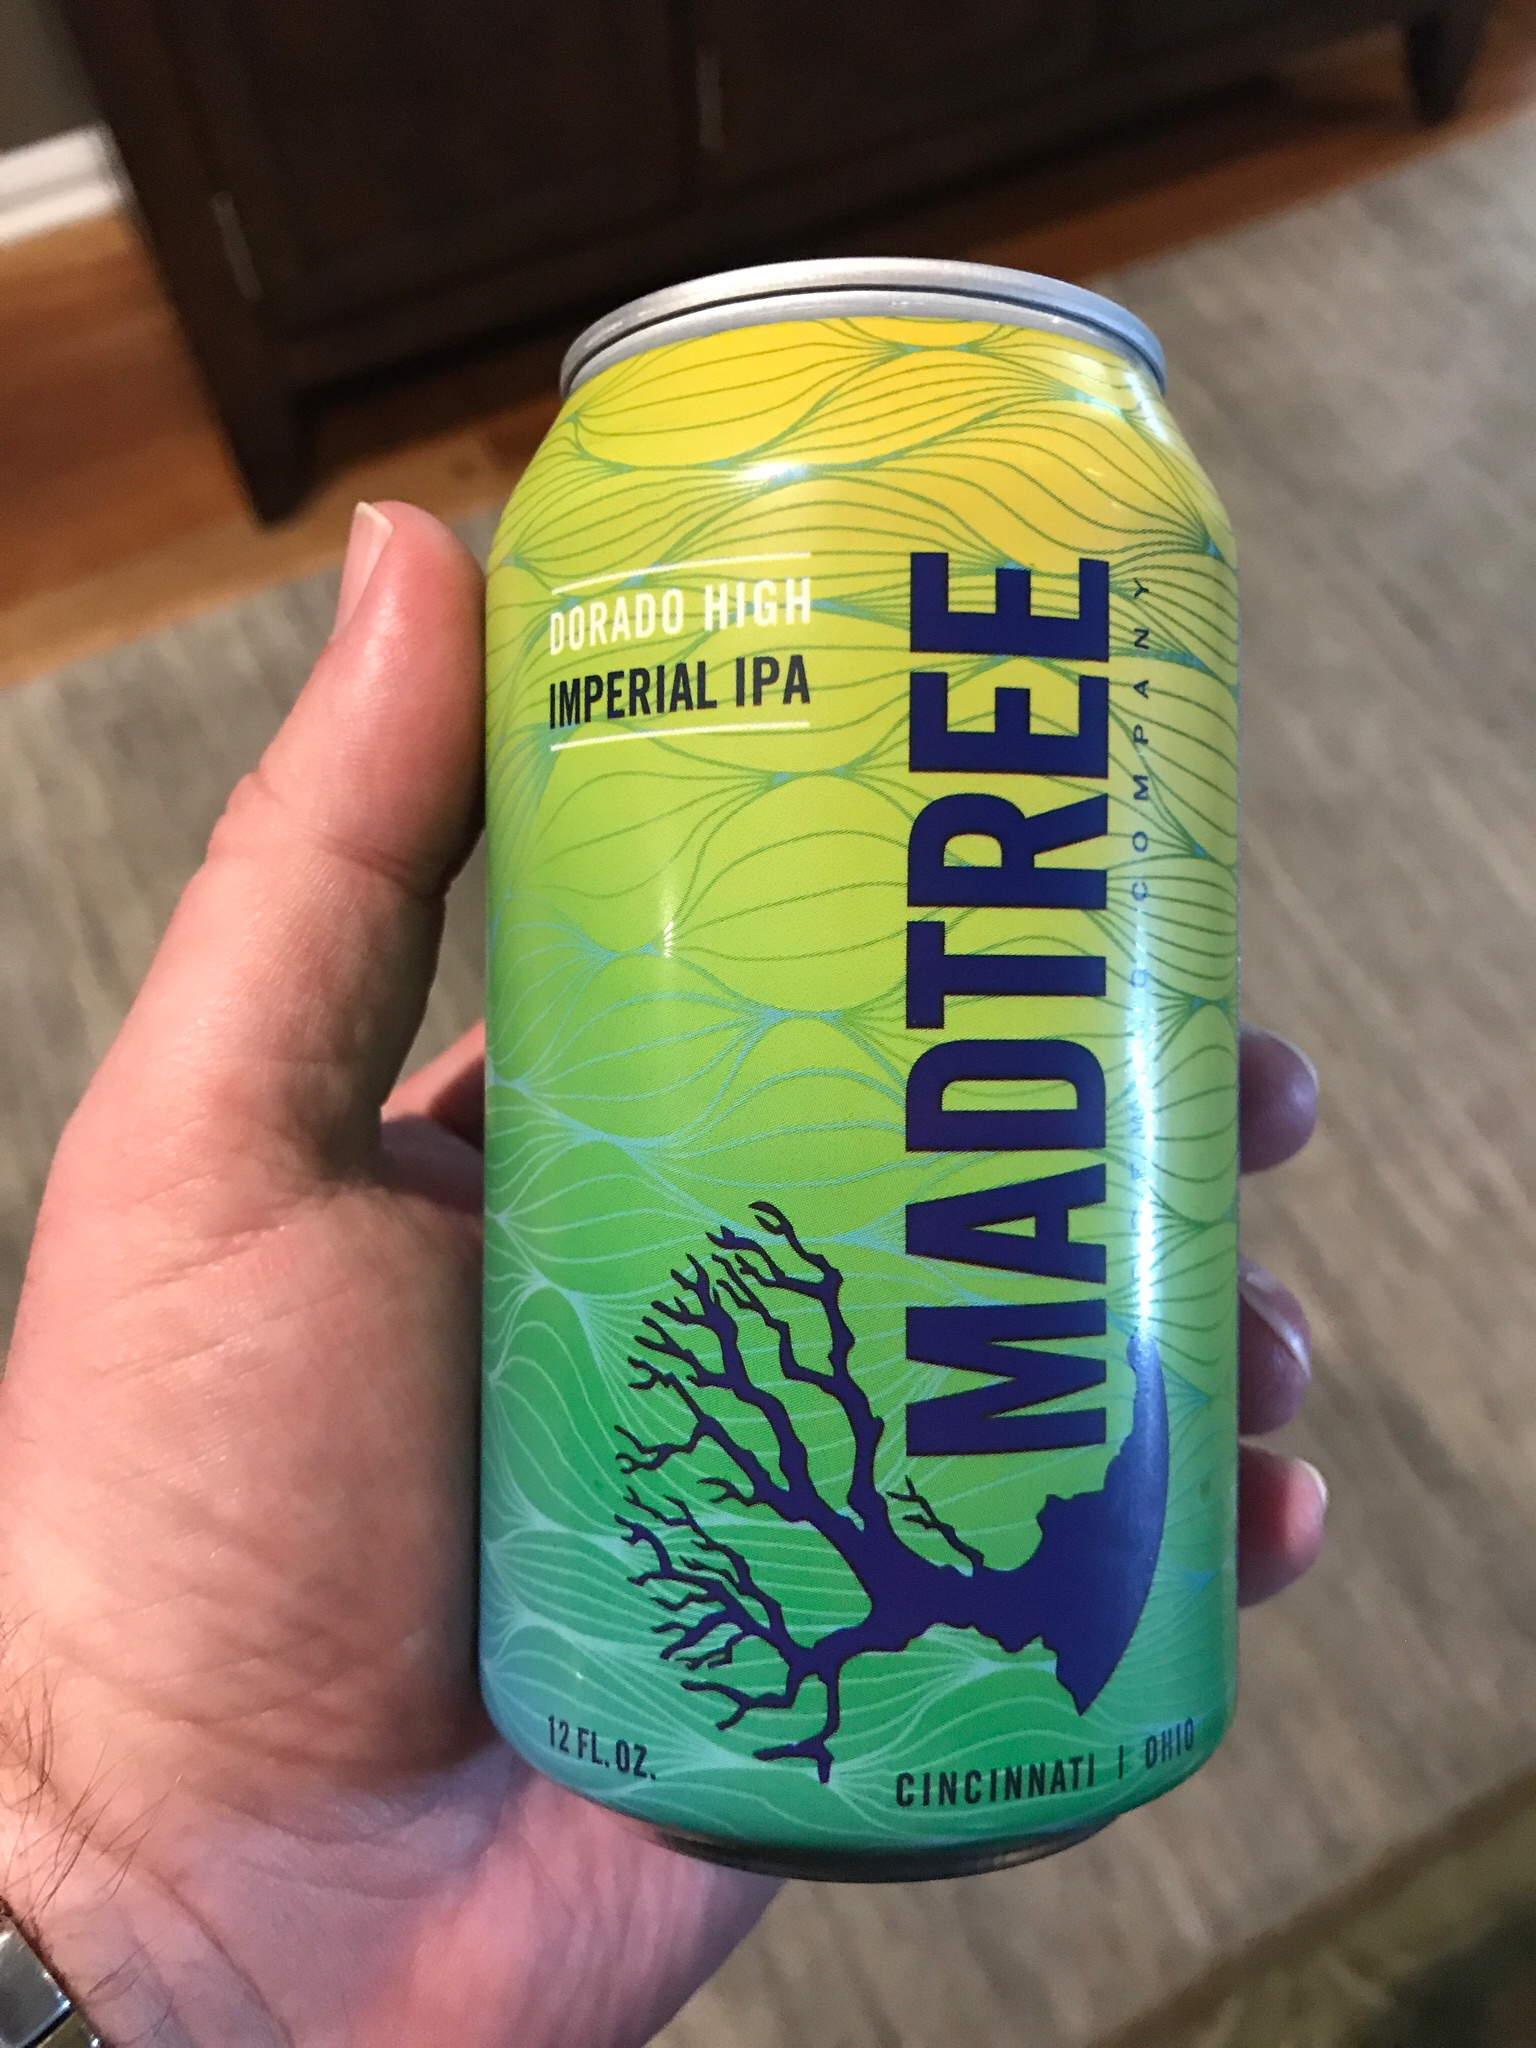 DORADO HIGH
IMPERIAL IPA
MADTREE
COMPANY
12 FL. OZ.
CINCINNATI | OHIO